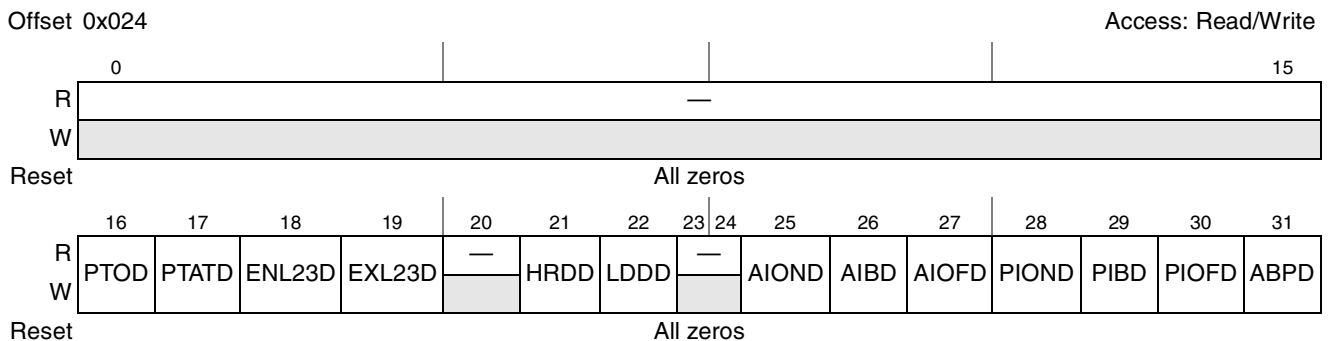 Offset 0x024 Access: Read/Write
0 15
R —
W
Reset All zeros
16 17 18 19 20 21 22 23 24 25 26 27 28 29 30 31
R PTOD PTATD ENL23D EXL23D — HRDD LDDD — AIOND AIBD AIOFD PIOND PIBD PIOFD ABPD
W
Reset All zeros